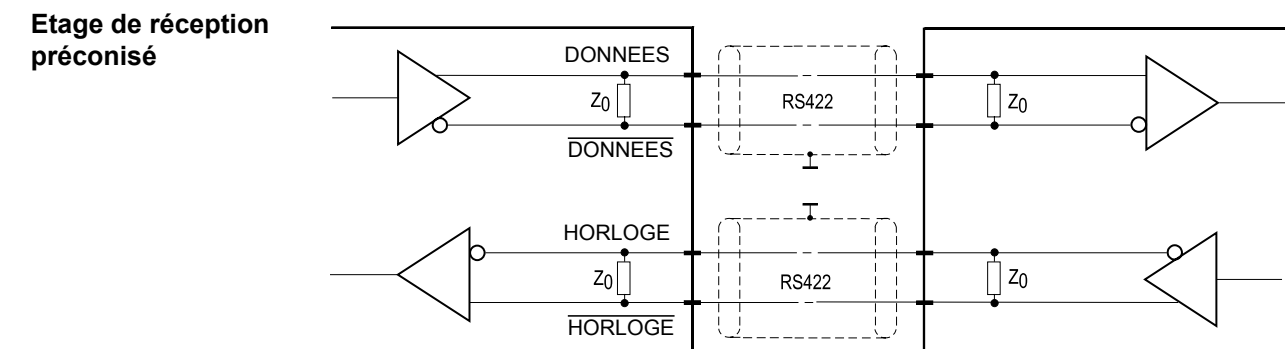 Etage de réception
préconisé
DONNEES
Z0
RS422
Z0
DONNEES
HORLOGE
Z0
RS422
Z0
HORLOGE